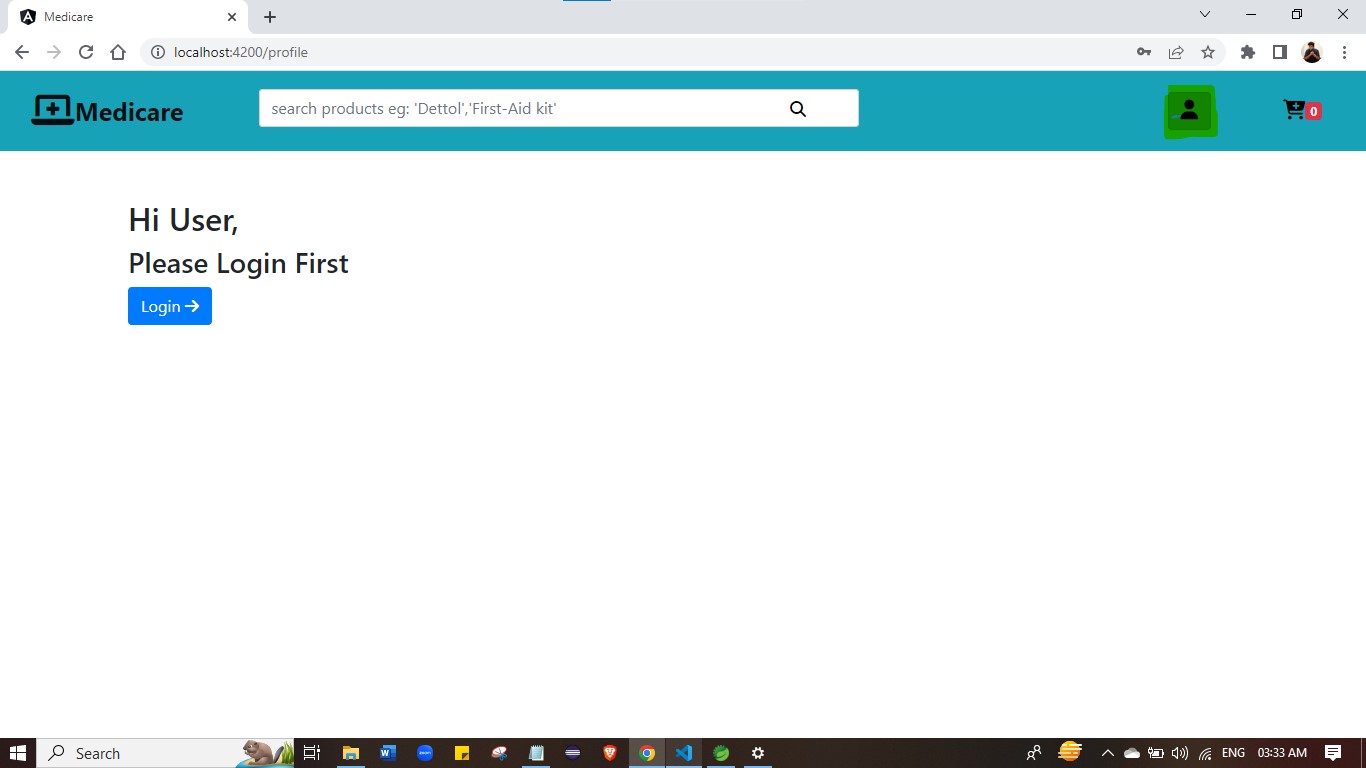 Medicare
localhost:4200/profile
Medicare
search products eg: 'Dettol','First-Aid kit'
0
Hi User,
Please Login First
Login
Search
ENG
03:33 AM